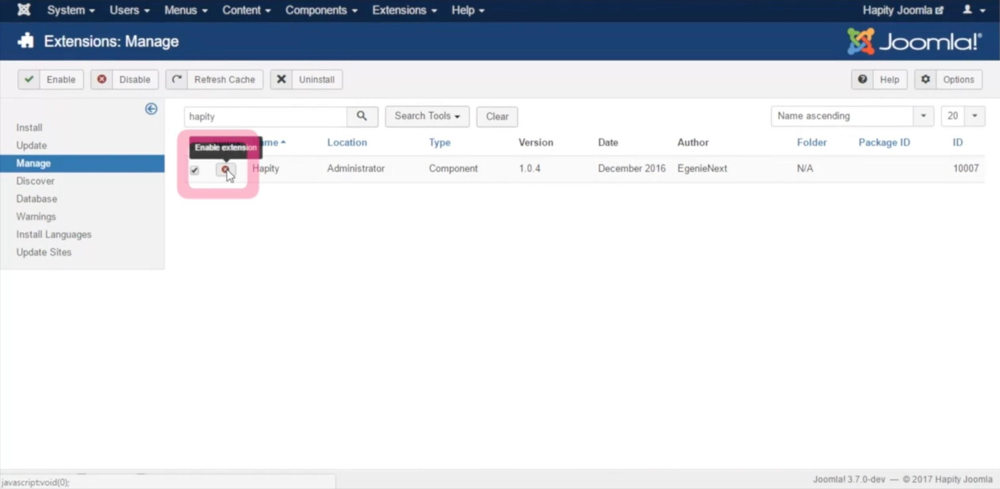 System Users Menus Content Components Extensions Help Hapity Joomla
Extensions: Manage Joomla!®
Enable Disable Refresh Cache Uninstall Help Options
hapity Search Tools Clear Name ascending 20
Install
Update
Manage
Discover
Database
Warnings
Install Languages
Update Sites
Enable extension
Location Type Version Date Author Folder Package ID ID
Hapity Administrator Component 1.0.4 December 2016 EgenieNext N/A 10007
javascript:void(0);
Joomla! 3.7.0-dev — © 2017 Hapity Joomla